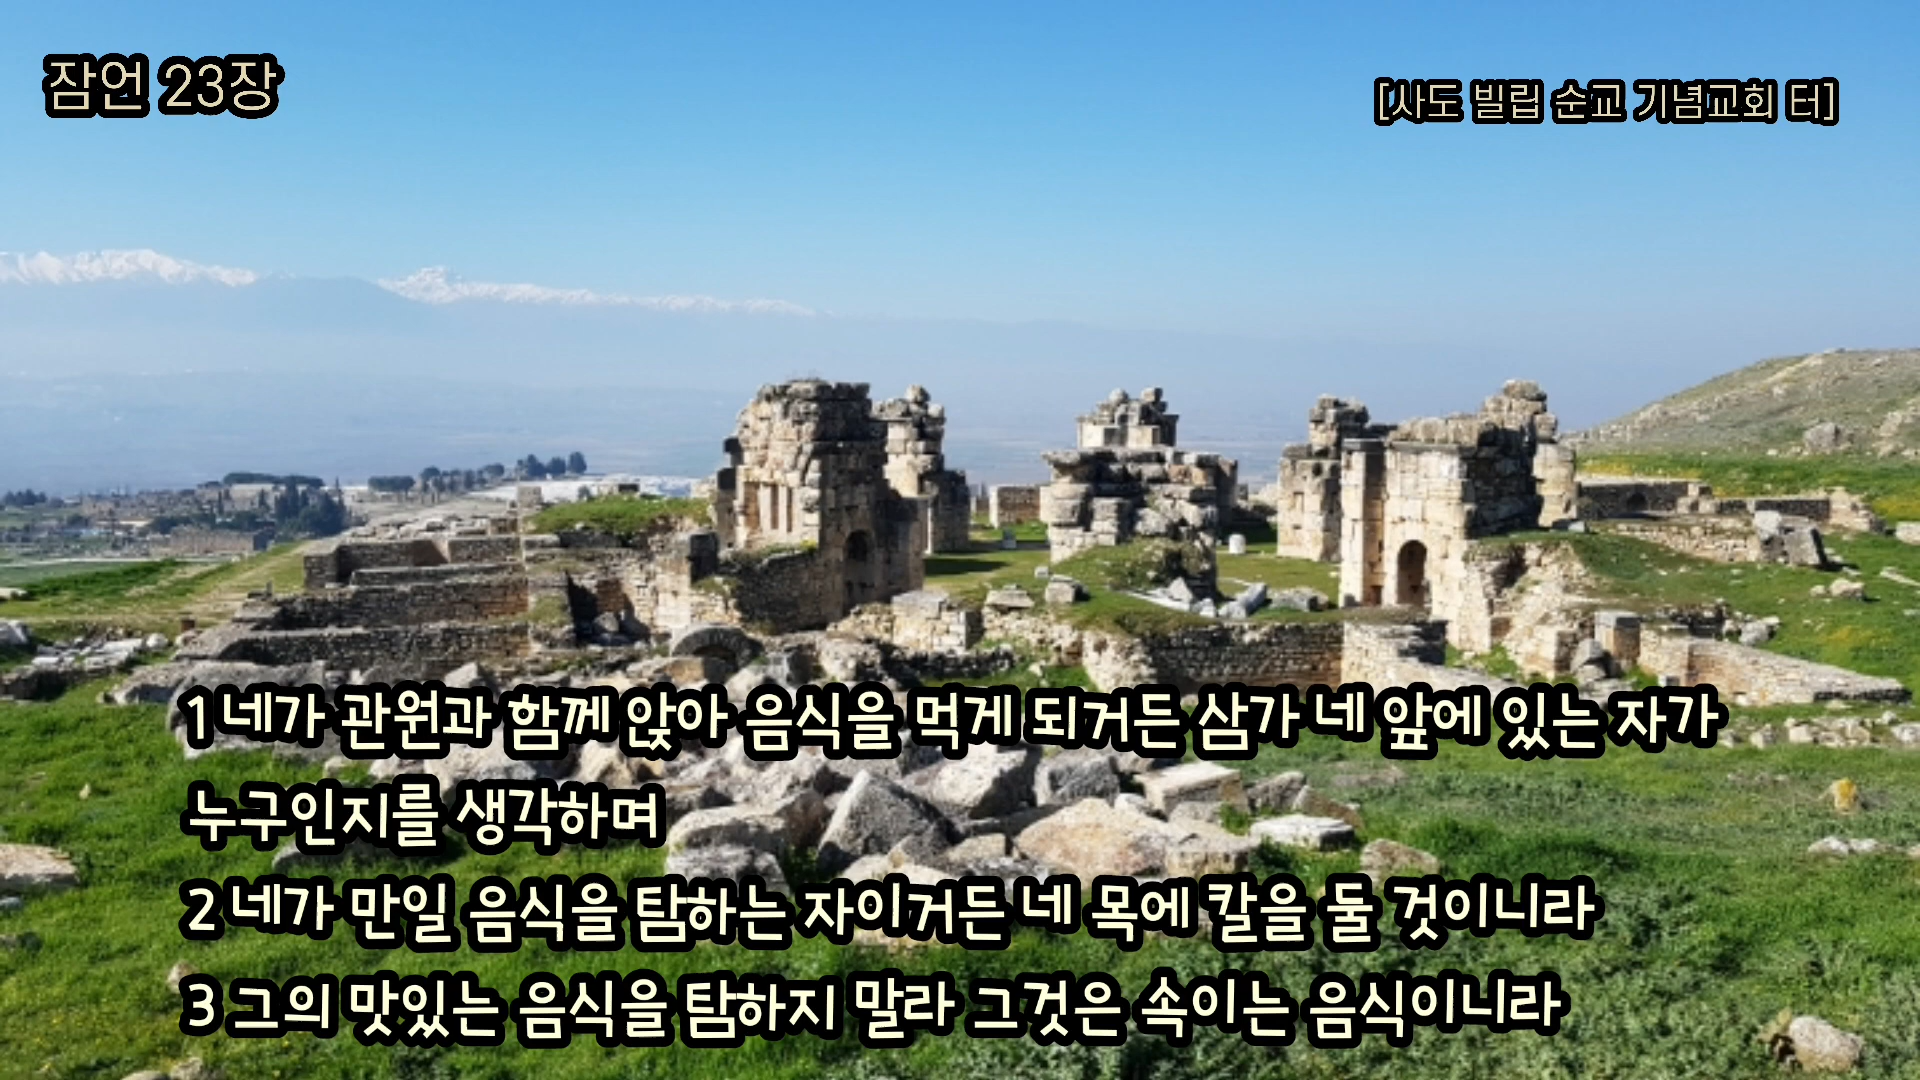 잠언 23장
[사도 빌립 순교 기념교회 터]
1 네가 관원과 함께 앉아 음식을 먹게 되거든 삼가 네 앞에 있는 자가
누구인지를 생각하며
2 네가 만일 음식을 탐하는 자이거든 네 목에 칼을 둘 것이니라
3 그의 맛있는 음식을 탐하지 말라 그것은 속이는 음식이니라